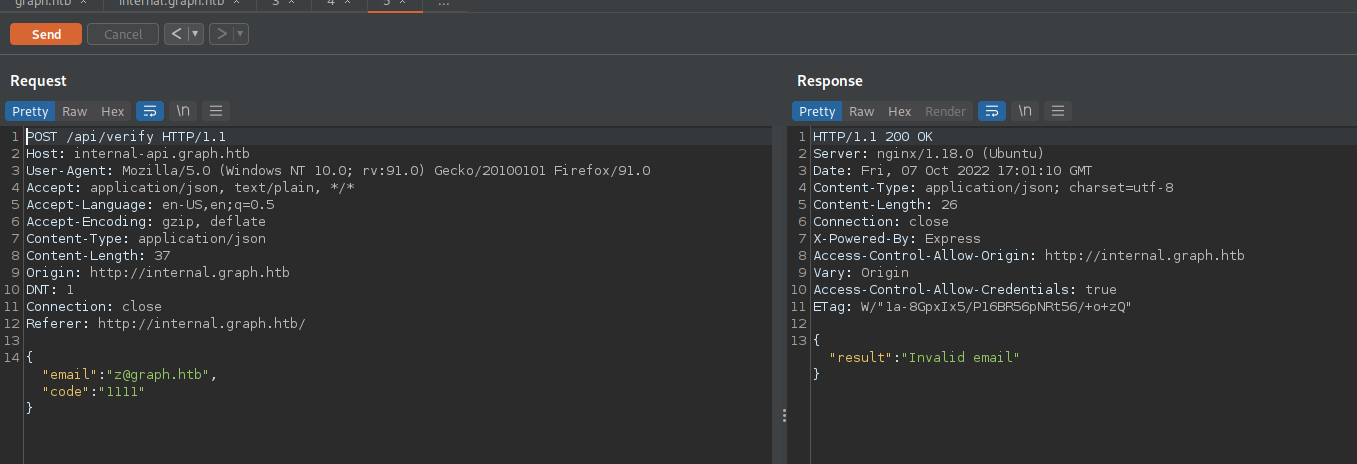 graph.htb × internal.graph.htb × 3 × 4 × 5 × ...
Send Cancel < ▼ > ▼
Request
Pretty Raw Hex \n
1 POST /api/verify HTTP/1.1
2 Host: internal-api.graph.htb
3 User-Agent: Mozilla/5.0 (Windows NT 10.0; rv:91.0) Gecko/20100101 Firefox/91.0
4 Accept: application/json, text/plain, */*
5 Accept-Language: en-US,en;q=0.5
6 Accept-Encoding: gzip, deflate
7 Content-Type: application/json
8 Content-Length: 37
9 Origin: http://internal.graph.htb
10 DNT: 1
11 Connection: close
12 Referer: http://internal.graph.htb/
13
14 {
"email":"z@graph.htb",
"code":"1111"
}
Response
Pretty Raw Hex Render \n
1 HTTP/1.1 200 OK
2 Server: nginx/1.18.0 (Ubuntu)
3 Date: Fri, 07 Oct 2022 17:01:10 GMT
4 Content-Type: application/json; charset=utf-8
5 Content-Length: 26
6 Connection: close
7 X-Powered-By: Express
8 Access-Control-Allow-Origin: http://internal.graph.htb
9 Vary: Origin
10 Access-Control-Allow-Credentials: true
11 ETag: W/"1a-8GpxIx5/P16BR56pNRt56/+o+zQ"
12
13 {
"result":"Invalid email"
}